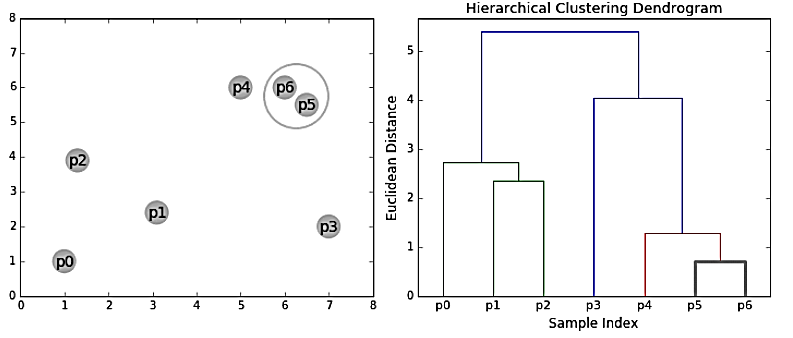 Hierarchical Clustering Dendrogram
8
7
6
5
4
3
2
1
0
0 1 2 3 4 5 6 7 8
p4
p6
p5
p2
p1
p3
p0
Euclidean Distance
5
4
3
2
1
0
p0 p1 p2 p3 p4 p5 p6
Sample Index